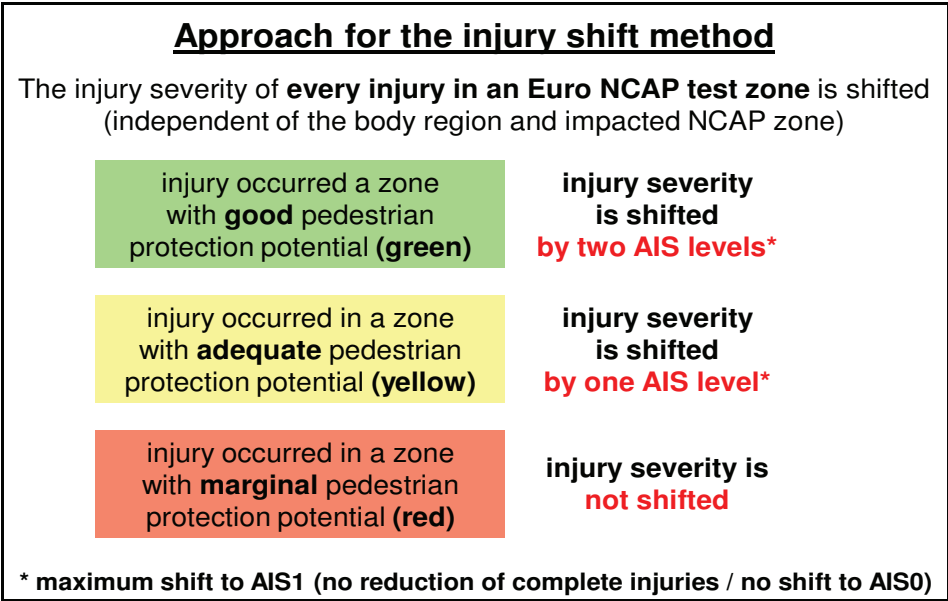 Approach for the injury shift method
The injury severity of every injury in an Euro NCAP test zone is shifted
(independent of the body region and impacted NCAP zone)
injury occurred a zone
with good pedestrian
protection potential (green)
injury severity
is shifted
by two AIS levels*
injury occurred in a zone
with adequate pedestrian
protection potential (yellow)
injury severity
is shifted
by one AIS level*
injury occurred in a zone
with marginal pedestrian
protection potential (red)
injury severity is
not shifted
* maximum shift to AIS1 (no reduction of complete injuries / no shift to AIS0)